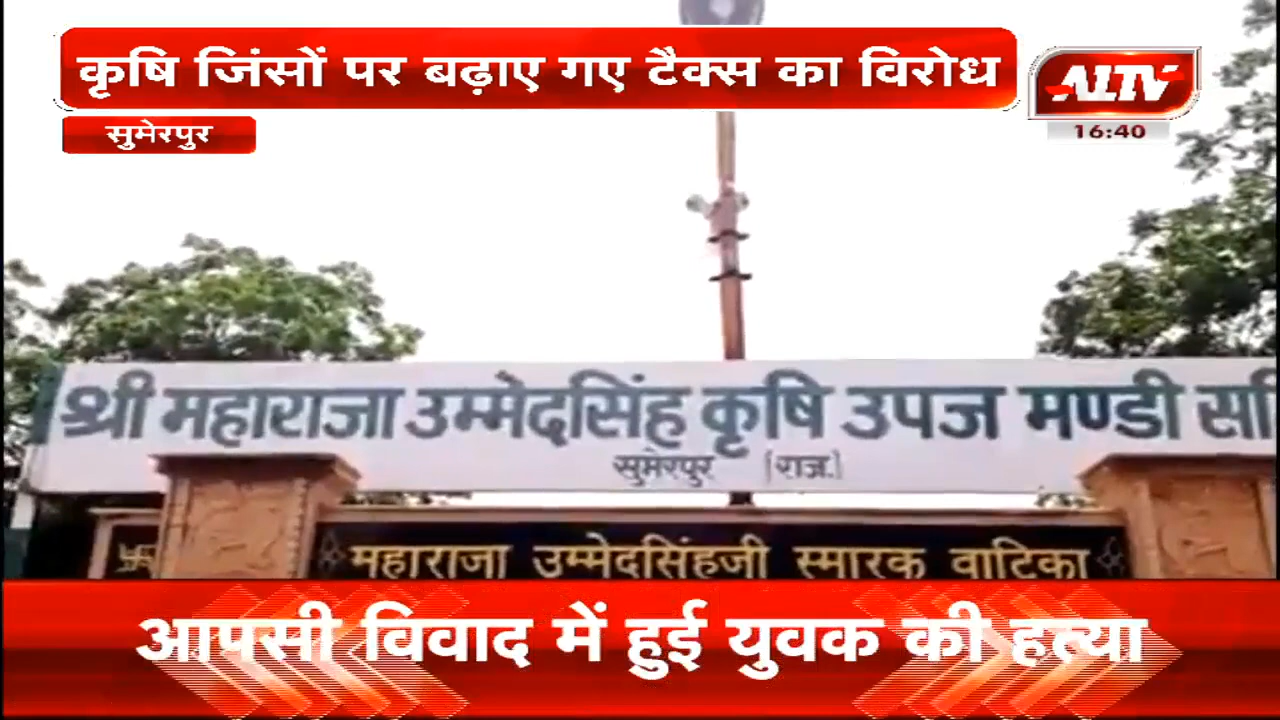 कृषि जिंसों पर बढ़ाए गए टैक्स का विरोध
ALTV
16:40
सुमेरपुर
श्री महाराजा उम्मेदसिंह कृषि उपज मण्डी
सुमेरपुर (राज.)
महाराजा उम्मेदसिंहजी स्मारक वाटिका
आपसी विवाद में हुई युवक की हत्या